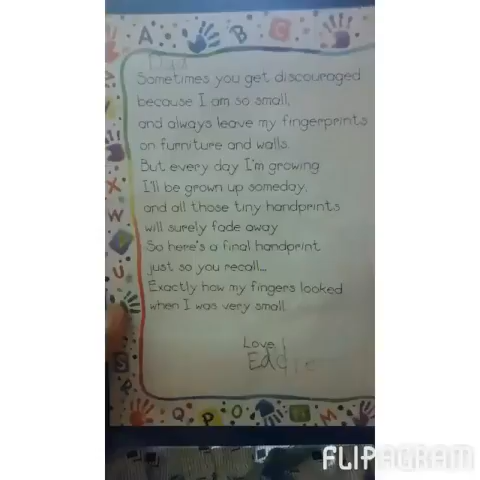 A B G
Sometimes you get discouraged
because I am so small,
and always leave my fingerprints
on furniture and walls.
But every day I'm growing
I'll be grown up someday,
and all those tiny handprints
will surely fade away
So here's a final handprint
just so you recall...
Exactly how my fingers looked
when I was very small
Love,
Eddie
X
W
U
S
Q P O M
FLIPAGRAM